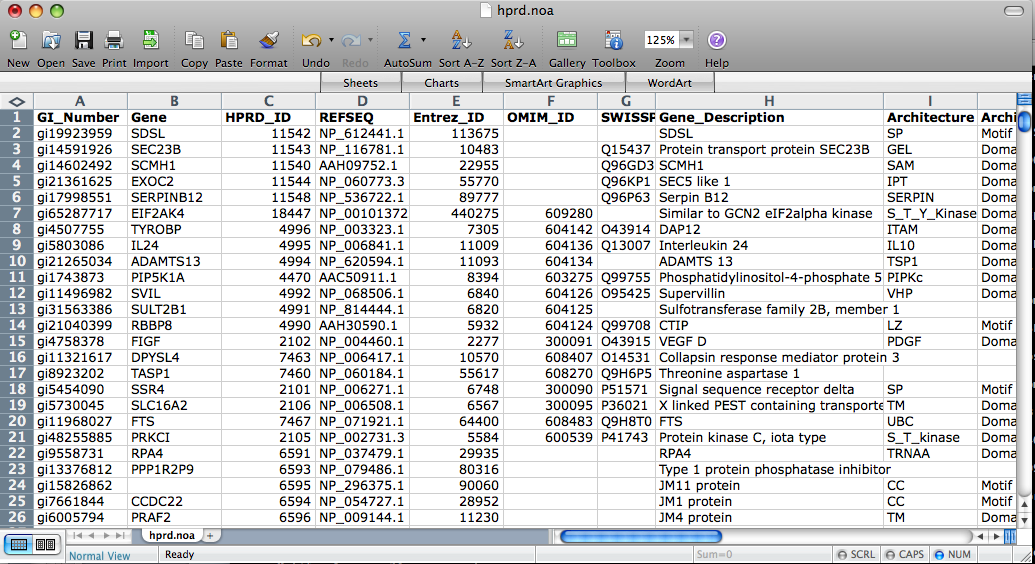 hprd.noa
New Open Save Print Import Copy Paste Format Undo Redo AutoSum Sort A-Z Sort Z-A Gallery Toolbox 125% Zoom Help
Sheets Charts SmartArt Graphics WordArt
A B C D E F G H I
1 GI_Number Gene HPRD_ID REFSEQ Entrez_ID OMIM_ID SWISSP Gene_Description Architecture Archi
2 gi19923959 SDSL 11542 NP_612441.1 113675 SDSL SP Motif
3 gi14591926 SEC23B 11543 NP_116781.1 10483 Q15437 Protein transport protein SEC23B GEL Doma
4 gi14602492 SCMH1 11540 AAH09752.1 22955 Q96GD3 SCMH1 SAM Doma
5 gi21361625 EXOC2 11544 NP_060773.3 55770 Q96KP1 SEC5 like 1 IPT Doma
6 gi17998551 SERPINB12 11548 NP_536722.1 89777 Q96P63 Serpin B12 SERPIN Doma
7 gi65287717 EIF2AK4 18447 NP_00101372 440275 609280 Similar to GCN2 eIF2alpha kinase S_T_Y_Kinase Doma
8 gi4507755 TYROBP 4996 NP_003323.1 7305 604142 O43914 DAP12 ITAM Doma
9 gi5803086 IL24 4995 NP_006841.1 11009 604136 Q13007 Interleukin 24 IL10 Doma
10 gi21265034 ADAMTS13 4994 NP_620594.1 11093 604134 ADAMTS 13 TSP1 Doma
11 gi1743873 PIP5K1A 4470 AAC50911.1 8394 603275 Q99755 Phosphatidylinositol-4-phosphate 5 PIPKc Doma
12 gi11496982 SVIL 4992 NP_068506.1 6840 604126 O95425 Supervillin VHP Doma
13 gi31563386 SULT2B1 4991 NP_814444.1 6820 604125 Sulfotransferase family 2B, member 1
14 gi21040399 RBBP8 4990 AAH30590.1 5932 604124 Q99708 CTIP LZ Motif
15 gi4758378 FIGF 2102 NP_004460.1 2277 300091 O43915 VEGF D PDGF Doma
16 gi11321617 DPYSL4 7463 NP_006417.1 10570 608407 O14531 Collapsin response mediator protein 3
17 gi8923202 TASP1 7460 NP_060184.1 55617 608270 Q9H6P5 Threonine aspartase 1
18 gi5454090 SSR4 2101 NP_006271.1 6748 300090 P51571 Signal sequence receptor delta SP Motif
19 gi5730045 SLC16A2 2106 NP_006508.1 6567 300095 P36021 X linked PEST containing transporte TM Doma
20 gi11968027 FTS 7467 NP_071921.1 64400 608483 Q9H8T0 FTS UBC Doma
21 gi48255885 PRKCI 2105 NP_002731.3 5584 600539 P41743 Protein kinase C, iota type S_T_kinase Doma
22 gi9558731 RPA4 6591 NP_037479.1 29935 RPA4 TRNAA Doma
23 gi13376812 PPP1R2P9 6593 NP_079486.1 80316 Type 1 protein phosphatase inhibitor
24 gi15826862 6595 NP_296375.1 90060 JM11 protein CC Motif
25 gi7661844 CCDC22 6594 NP_054727.1 28952 JM1 protein CC Motif
26 gi6005794 PRAF2 6596 NP_009144.1 11230 JM4 protein TM Doma
hprd.noa
Normal View Ready Sum=0 SCRL CAPS NUM